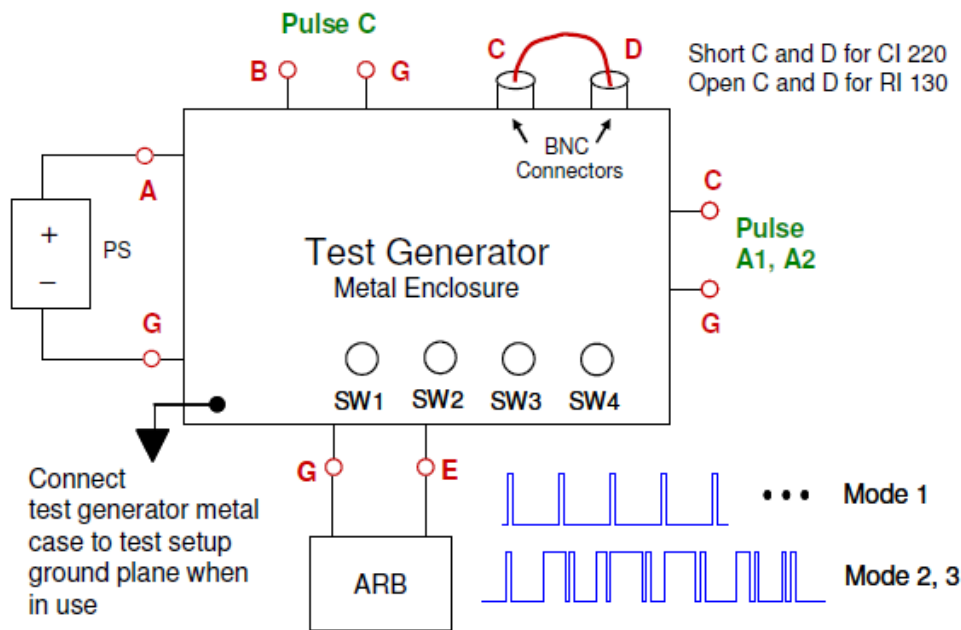 Pulse C
B
G
C
D
Short C and D for CI 220
Open C and D for RI 130
BNC
Connectors
A
+
PS
−
G
Test Generator
Metal Enclosure
C
Pulse
A1, A2
G
SW1
SW2
SW3
SW4
G
E
Connect
test generator metal
case to test setup
ground plane when
in use
ARB
Mode 1
Mode 2, 3